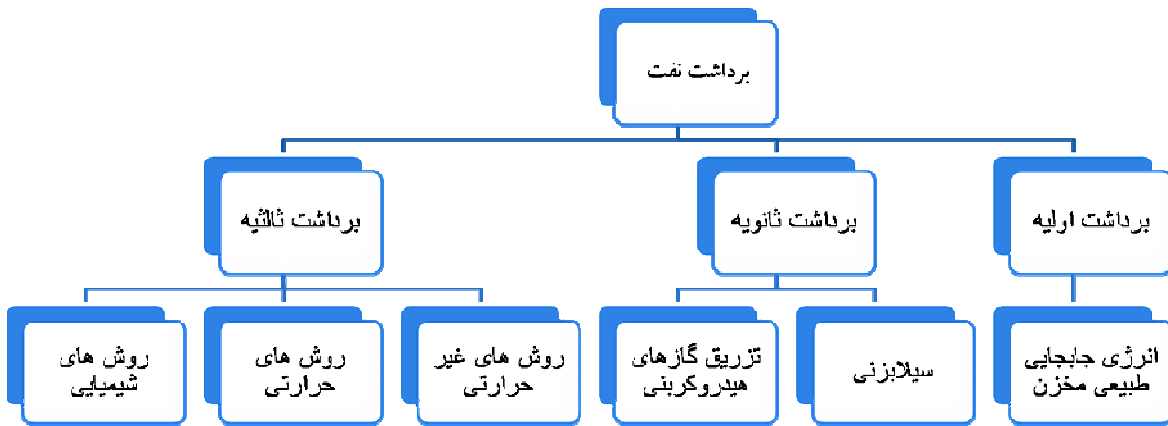 برداشت نفت
برداشت اولیه
برداشت ثانویه
برداشت ثالثیه
انرژی جابجایی
طبیعی مخزن
سیلابزنی
تزریق گازهای
هیدروکربنی
روش های غیر
حرارتی
روش های
حرارتی
روش های
شیمیایی